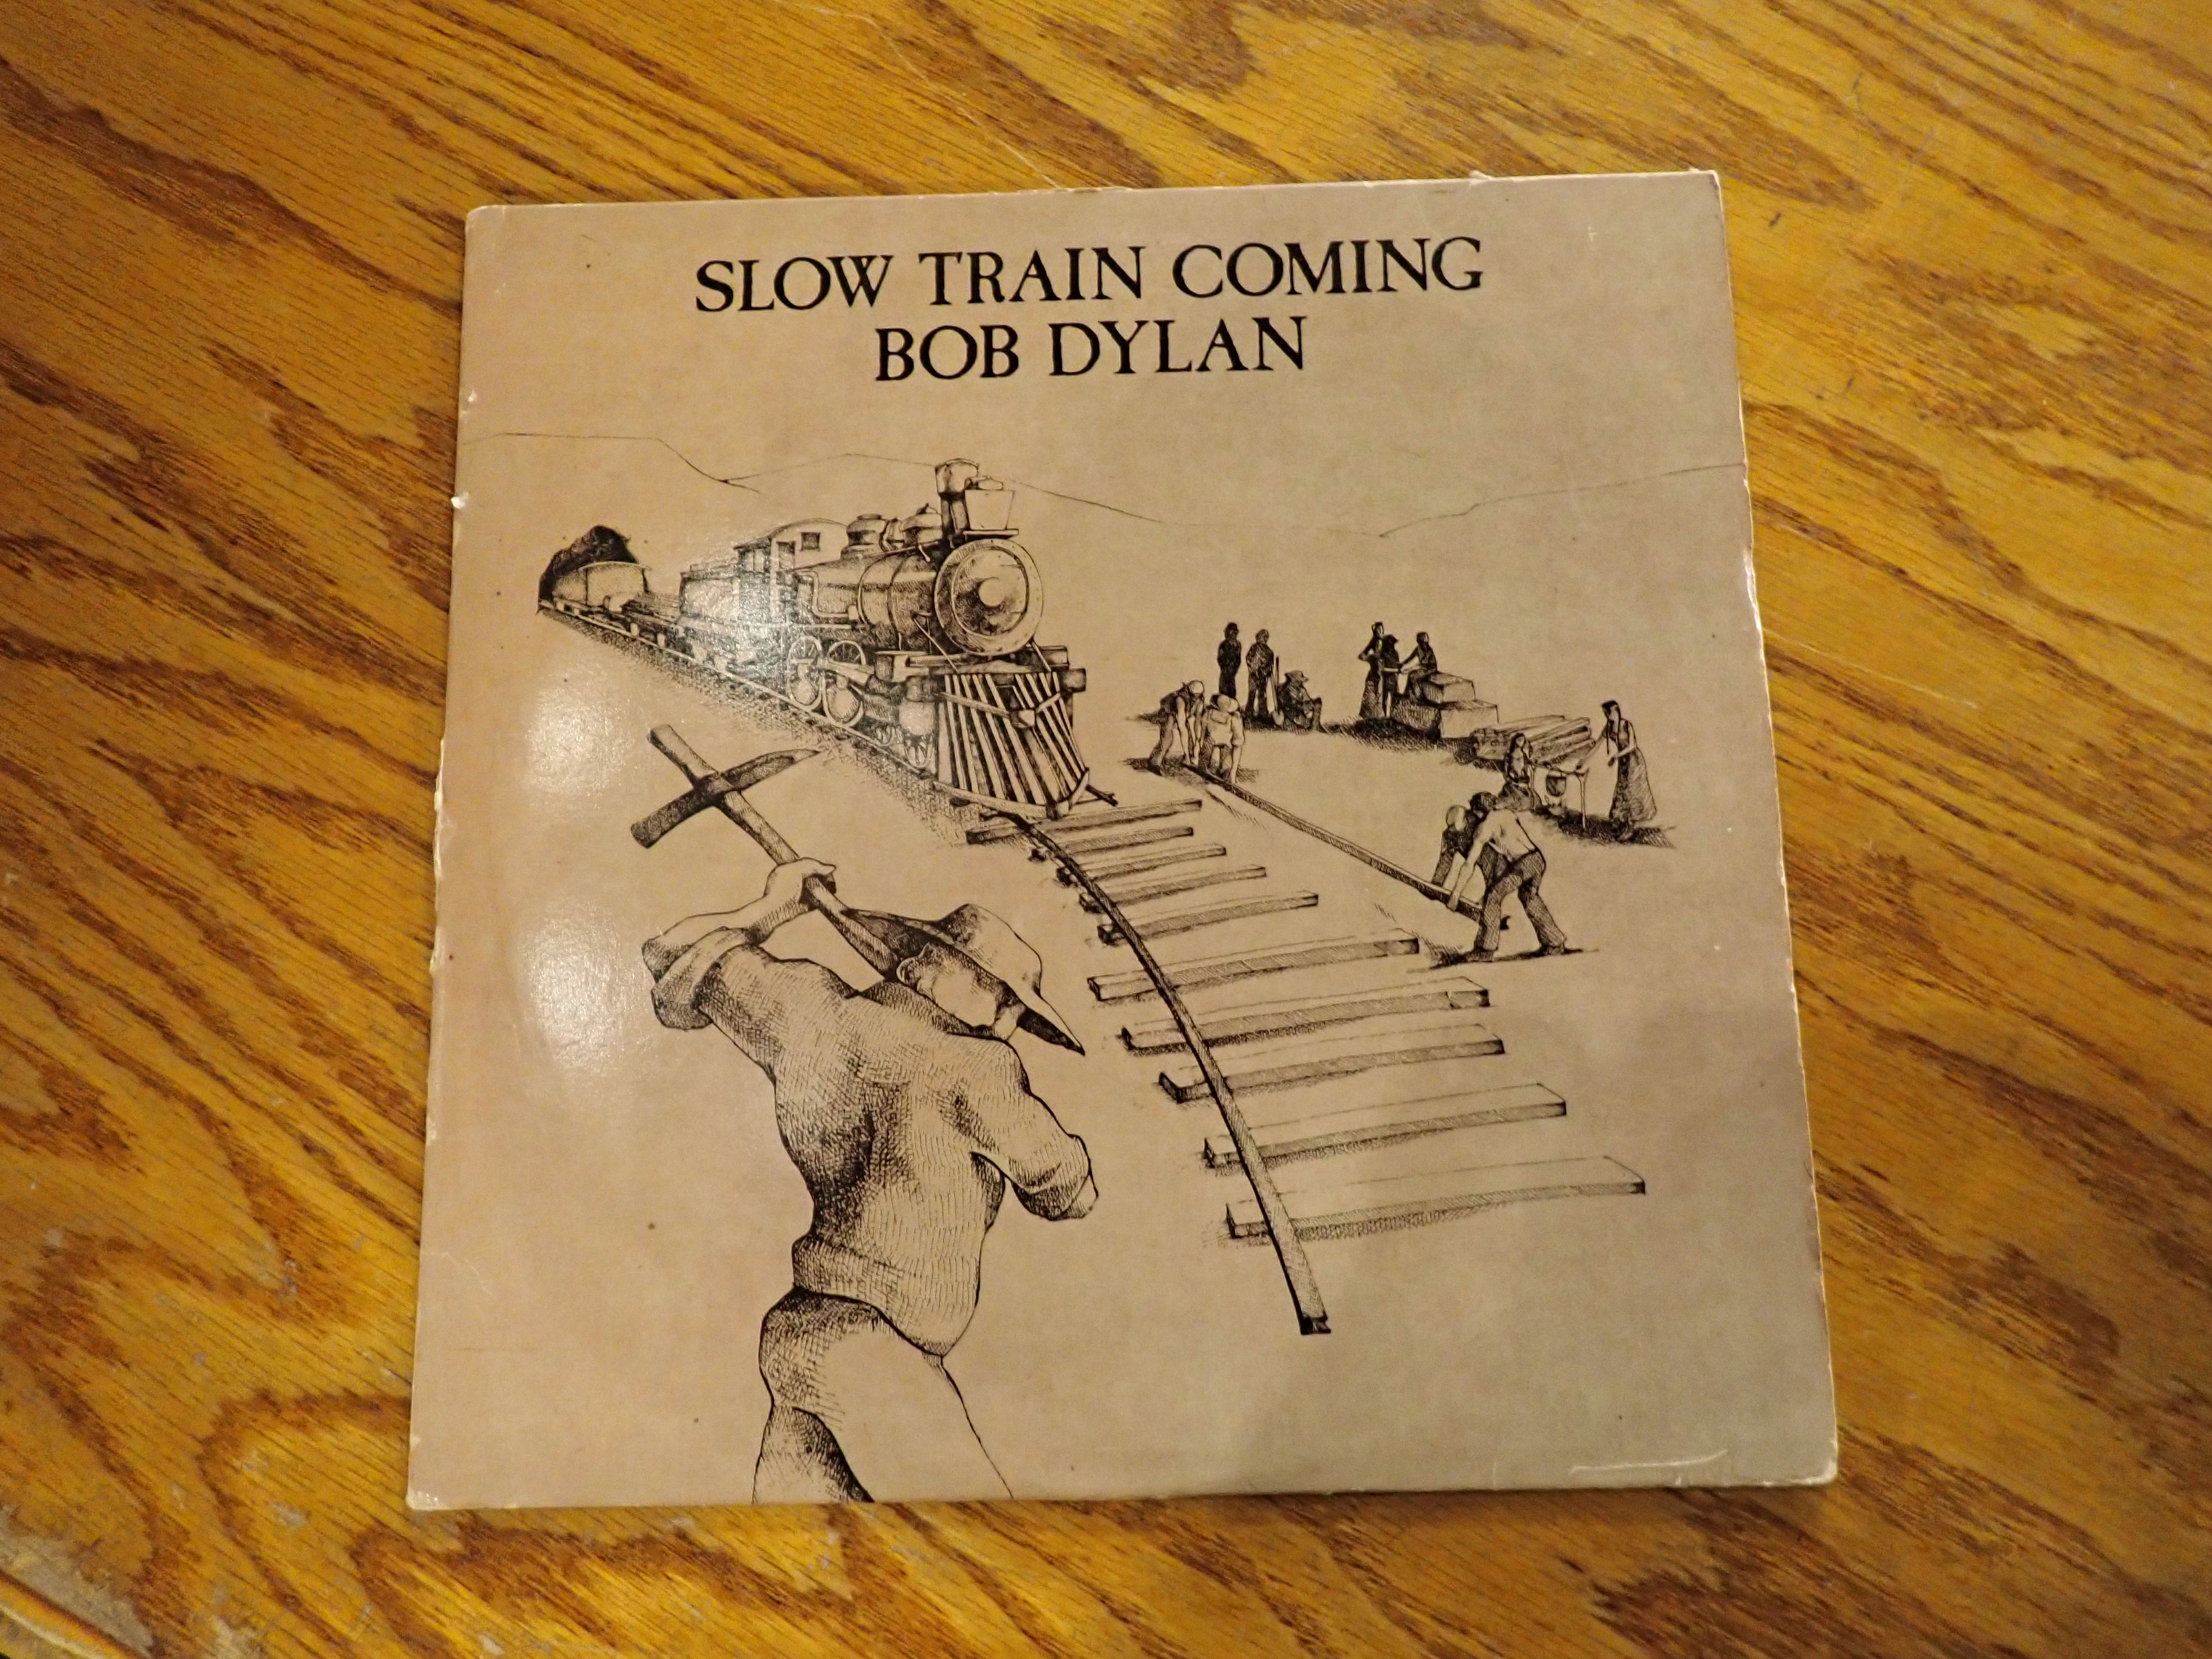 SLOW TRAIN COMING
BOB DYLAN